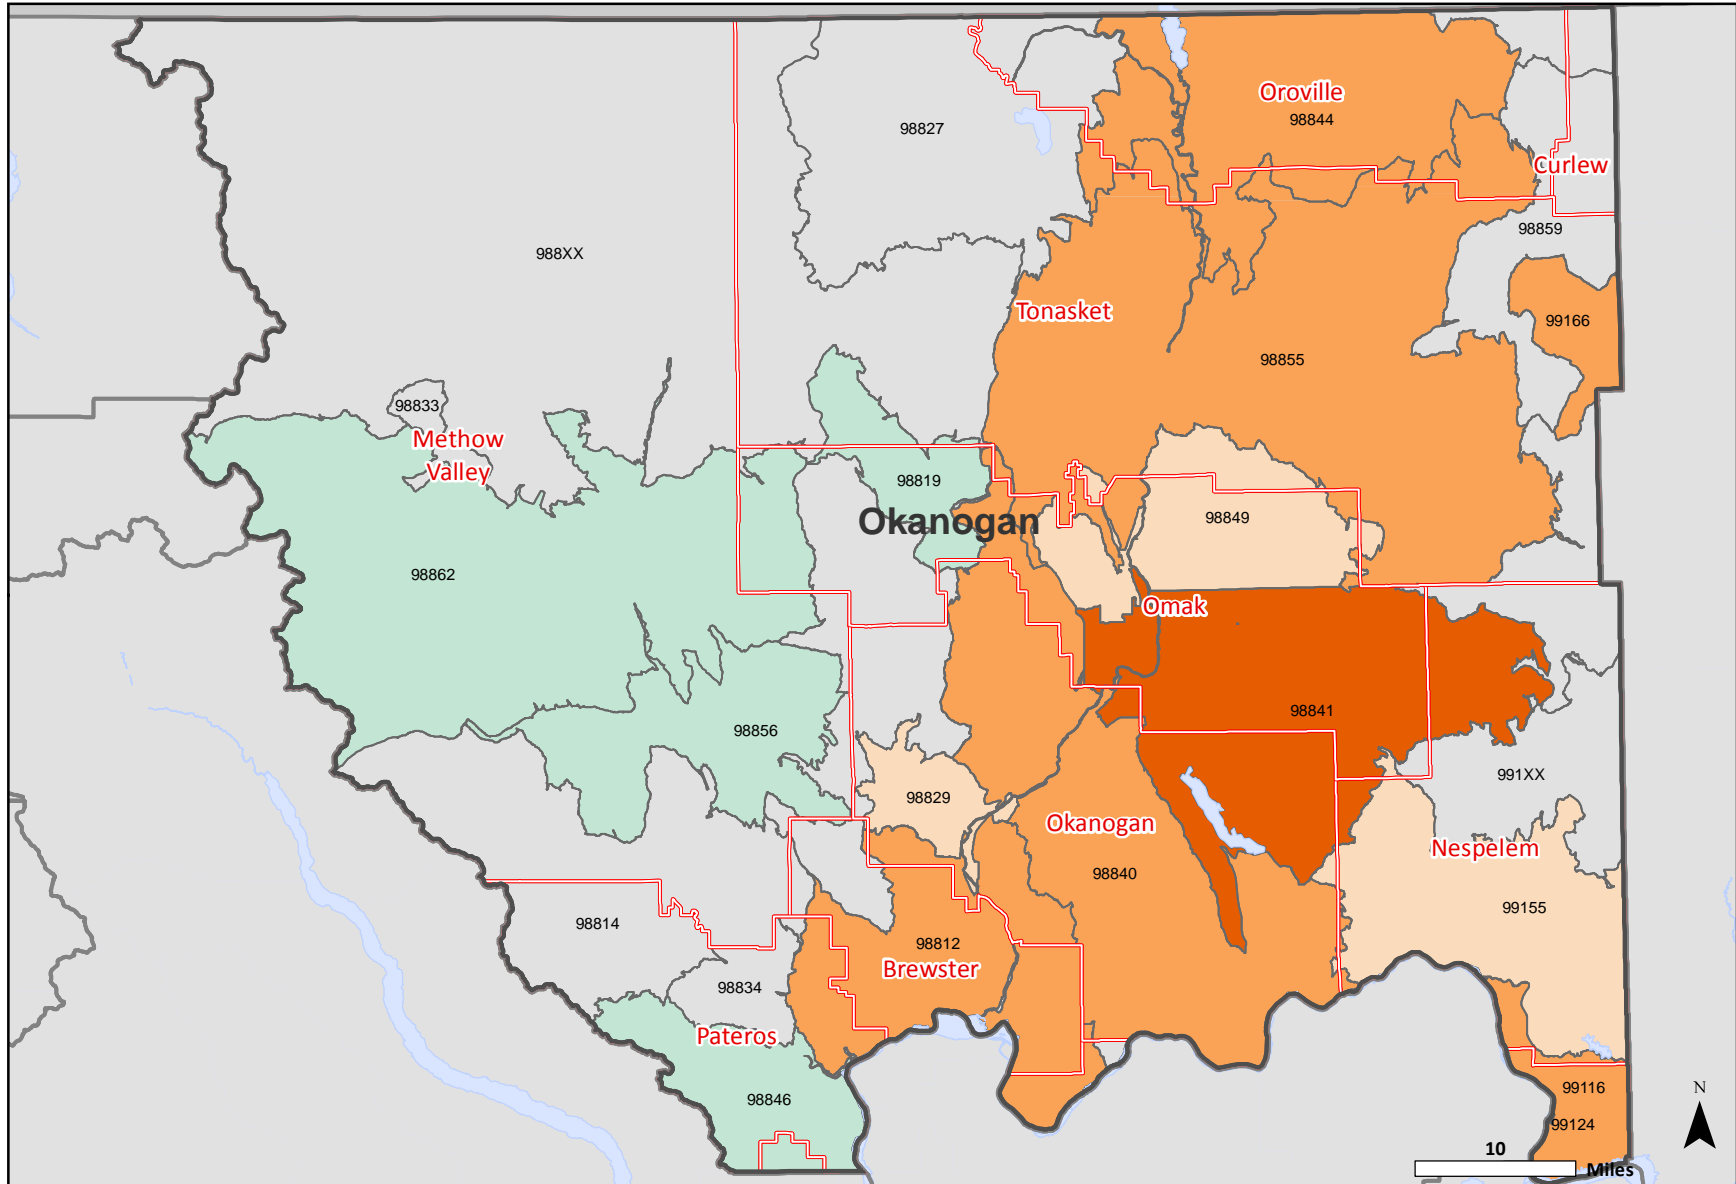 Oroville
98844
98827
Curlew
98859
988XX
Tonasket
99166
98855
98833
Methow
Valley
98819
Okanogan
98849
98862
Omak
98841
98856
991XX
98829
Okanogan
Nespelem
98840
99155
98814
98812
Brewster
98834
Pateros
99116
98846
99124
N
10
Miles